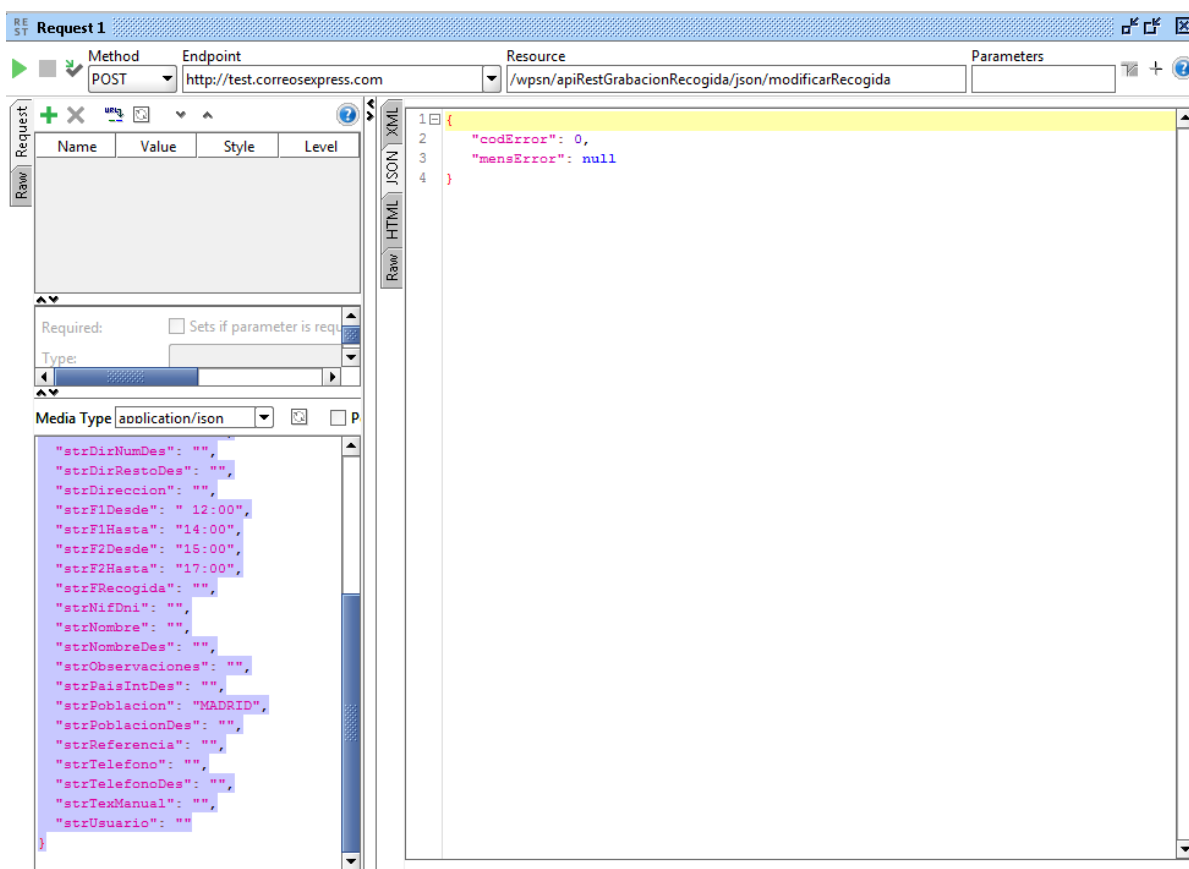 RE
ST Request 1
Method Endpoint Resource Parameters
POST http://test.correosexpress.com /wpsn/apiRestGrabacionRecogida/json/modificarRecogida
Request
Raw
Name Value Style Level
Required: Sets if parameter is requ
Type:
Media Type application/json P
"strDirNumDes": "",
"strDirRestoDes": "",
"strDireccion": "",
"strF1Desde": " 12:00",
"strF1Hasta": "14:00",
"strF2Desde": "15:00",
"strF2Hasta": "17:00",
"strFRecogida": "",
"strNifDni": "",
"strNombre": "",
"strNombreDes": "",
"strObservaciones": "",
"strPaisIntDes": "",
"strPoblacion": "MADRID",
"strPoblacionDes": "",
"strReferencia": "",
"strTelefono": "",
"strTelefonoDes": "",
"strTexManual": "",
"strUsuario": ""
}
XML
JSON
HTML
Raw
1 {
2 "codError": 0,
3 "mensError": null
4 }